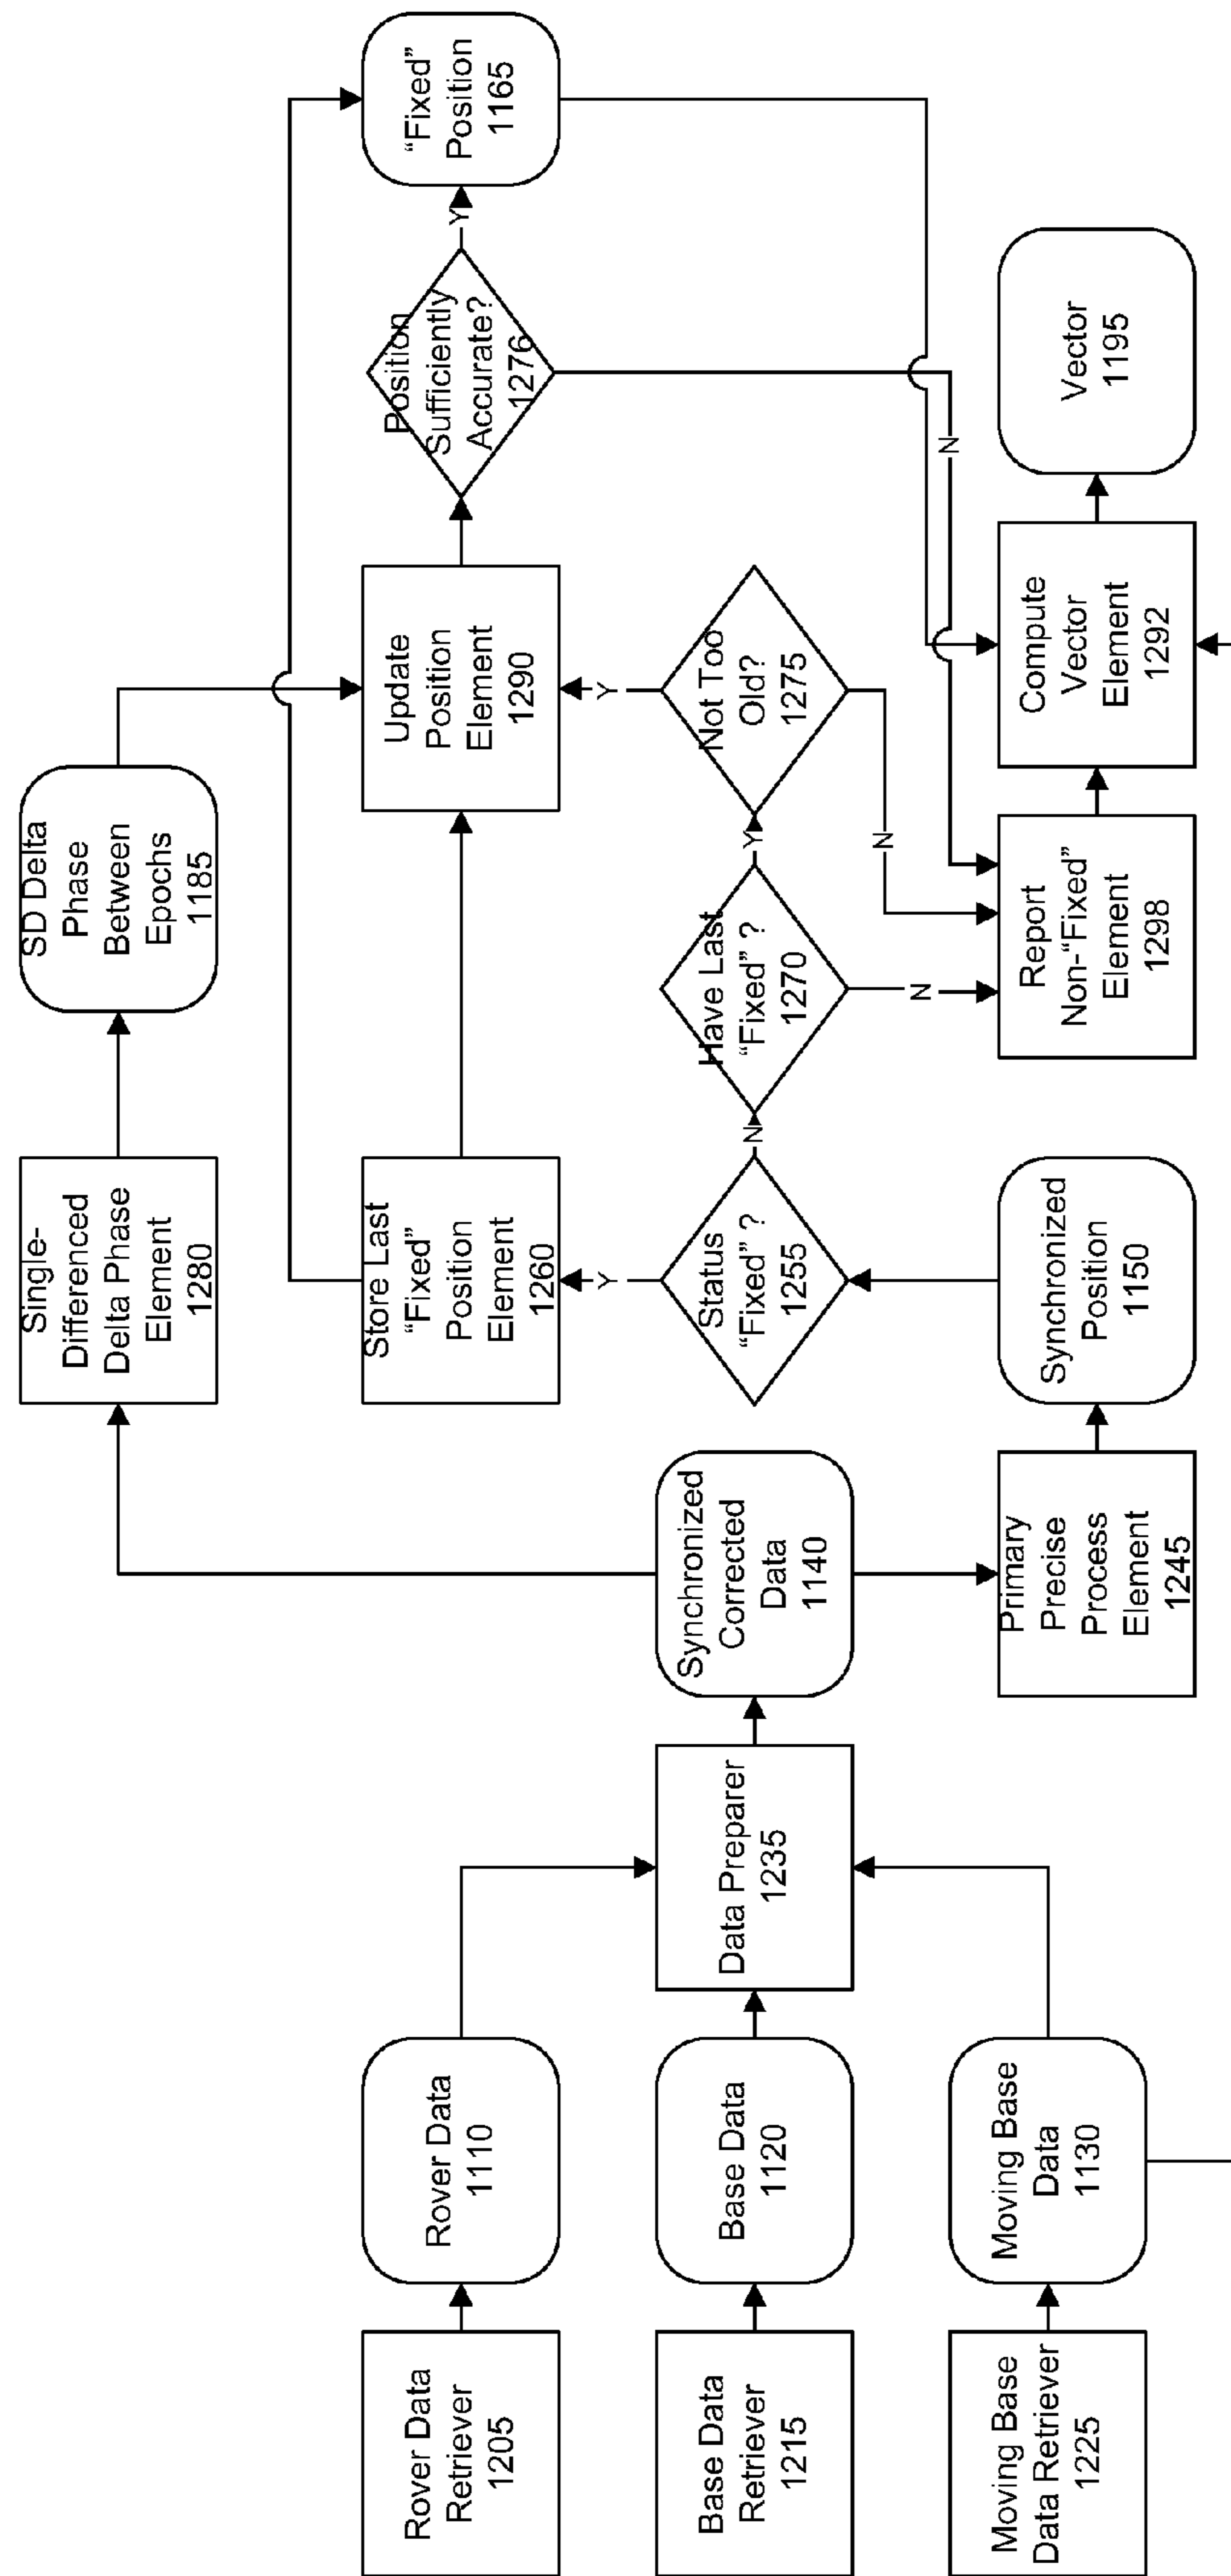 Single-
Differenced
Delta Phase
Element
1280
SD Delta
Phase
Between
Epochs
1185
Rover Data
Retriever
1205
Rover Data
1110
Store Last
“Fixed”
Position
Element
1260
Update
Position
Element
1290
Position
Sufficiently
Accurate?
1276
Y
“Fixed”
Position
1165
Y
Y
Base Data
Retriever
1215
Base Data
1120
Data Preparer
1235
Synchronized
Corrected
Data
1140
Status
“Fixed” ?
1255
N
Have Last
“Fixed” ?
1270
Y
Not Too
Old?
1275
N
N
N
Moving Base
Data Retriever
1225
Moving Base
Data
1130
Primary
Precise
Process
Element
1245
Synchronized
Position
1150
Report
Non-“Fixed”
Element
1298
Compute
Vector
Element
1292
Vector
1195